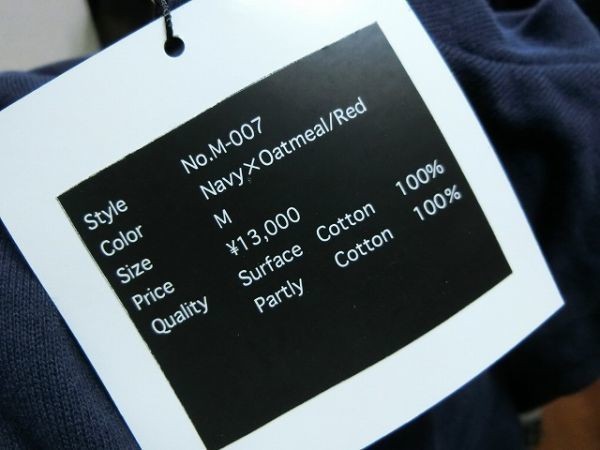 Style No.M-007
Color Navy×Oatmeal/Red
Size M
Price ¥13,000
Quality Surface Cotton 100%
Partly Cotton 100%